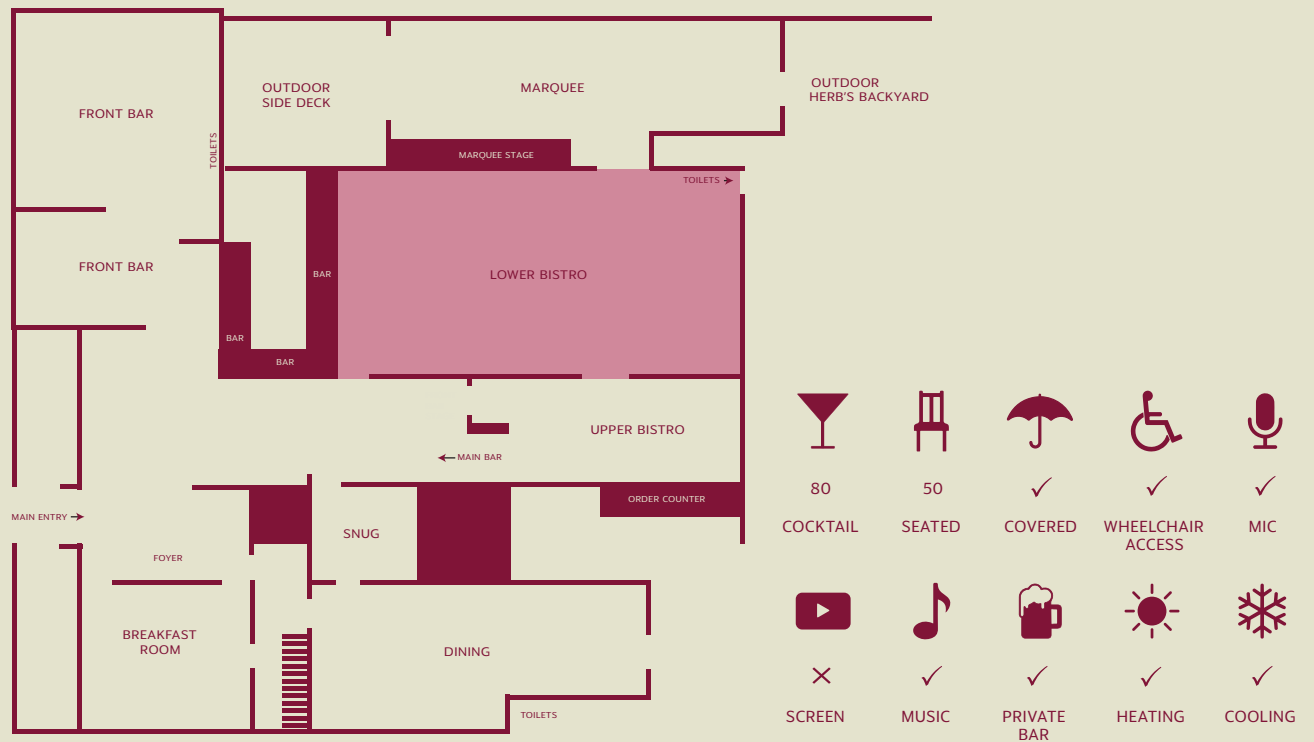 OUTDOOR
SIDE DECK
MARQUEE
OUTDOOR
HERB'S BACKYARD
FRONT BAR
TOILETS
MARQUEE STAGE
TOILETS
FRONT BAR
BAR
LOWER BISTRO
BAR
BAR
UPPER BISTRO
MAIN BAR
ORDER COUNTER
MAIN ENTRY
SNUG
FOYER
BREAKFAST
ROOM
DINING
TOILETS
80
50
COCKTAIL
SEATED
COVERED
WHEELCHAIR
ACCESS
MIC
SCREEN
MUSIC
PRIVATE
BAR
HEATING
COOLING